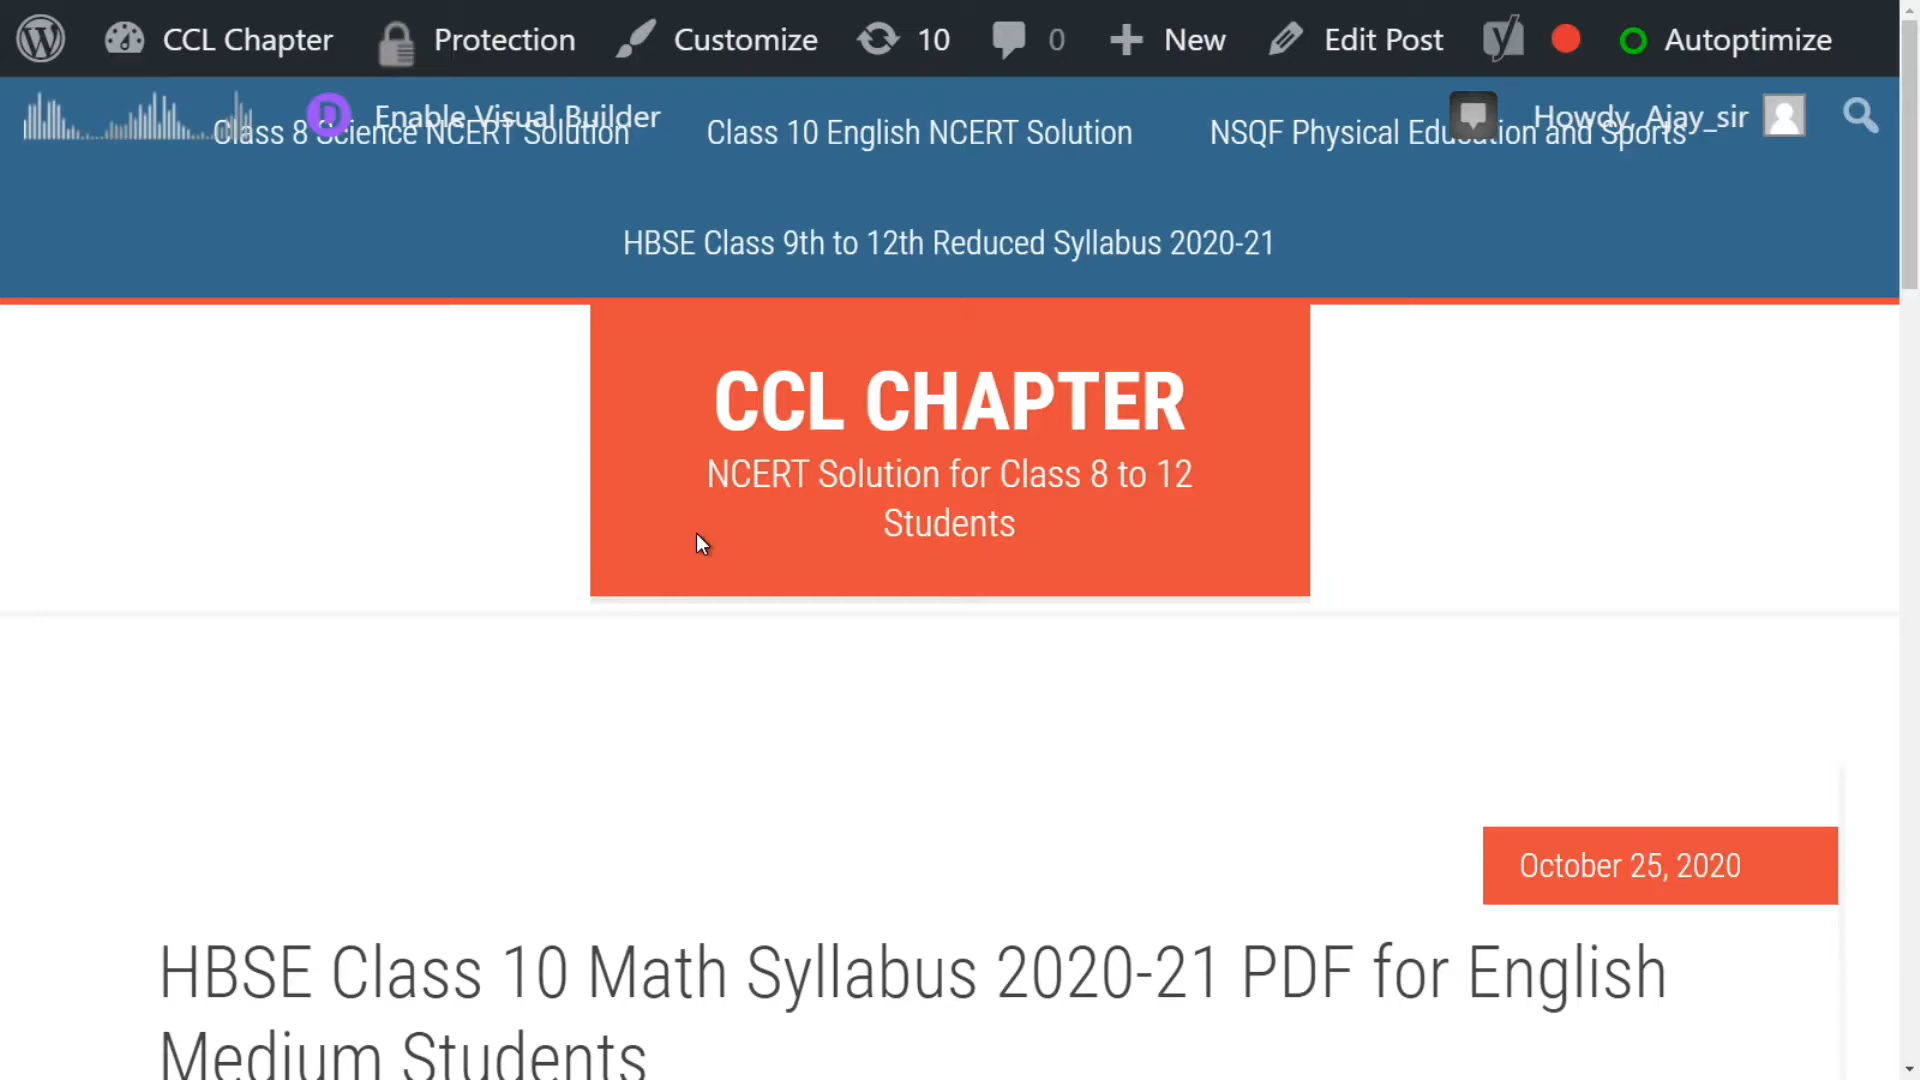 CCL Chapter Protection Customize 10 0 New Edit Post Autoptimize
Enable Visual Builder Howdy, Ajay_sir
Class 8 Science NCERT Solution Class 10 English NCERT Solution NSQF Physical Education and Sports
HBSE Class 9th to 12th Reduced Syllabus 2020-21
CCL CHAPTER
NCERT Solution for Class 8 to 12
Students
October 25, 2020
HBSE Class 10 Math Syllabus 2020-21 PDF for English
Medium Students